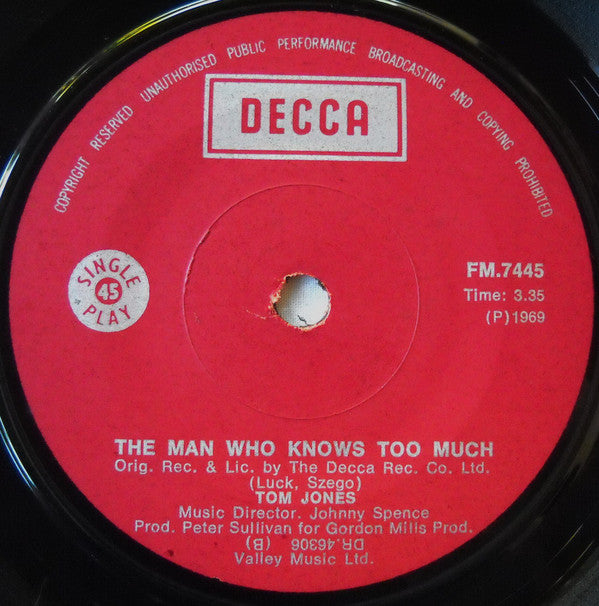 COPYRIGHT RESERVED UNAUTHORISED PUBLIC PERFORMANCE BROADCASTING AND COPYING PROHIBITED
DECCA
SINGLE
45
PLAY
FM.7445
Time: 3.35
(P)1969
THE MAN WHO KNOWS TOO MUCH
Orig. Rec. & Lic. by The Decca Rec. Co. Ltd.
(Luck, Szego)
TOM JONES
Music Director. Johnny Spence
Prod. Peter Sullivan for Gordon Mills Prod.
DR.46306 (B)
Valley Music Ltd.